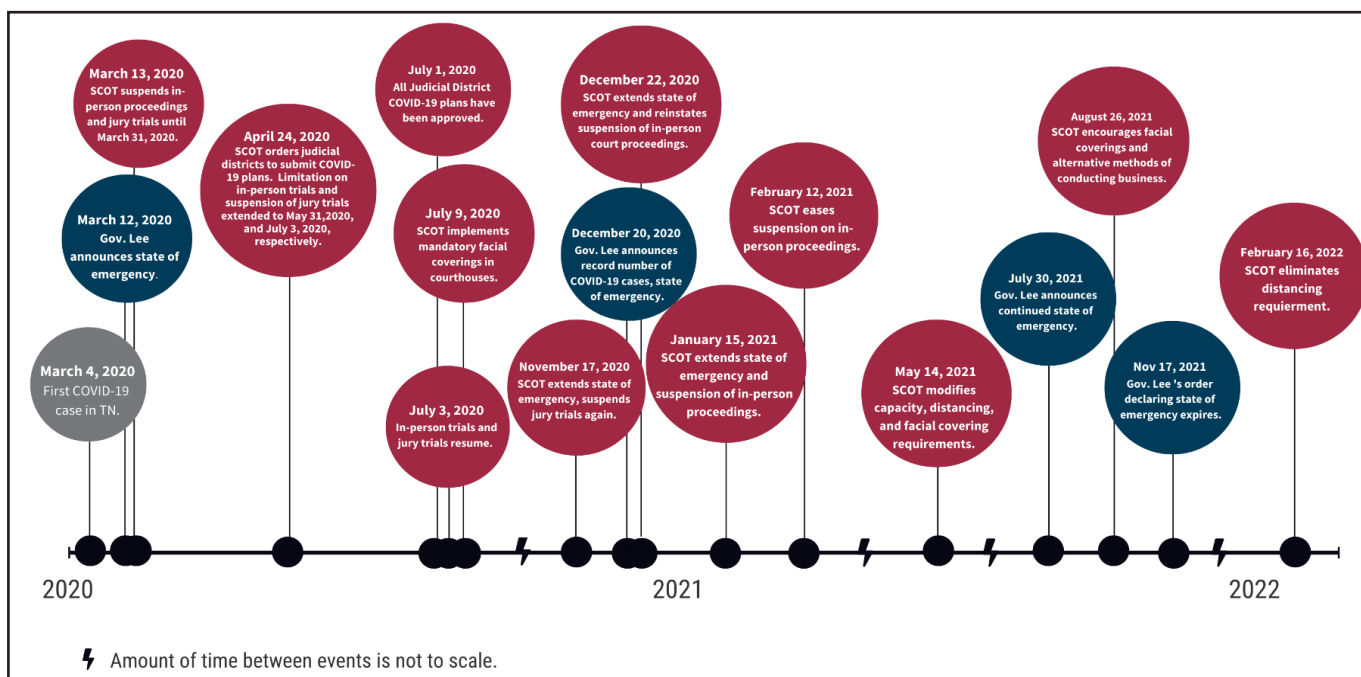 March 13, 2020
SCOT suspends in-
person proceedings
and jury trials until
March 31, 2020.
March 12, 2020
Gov. Lee
announces state of
emergency.
March 4, 2020
First COVID-19
case in TN.
April 24, 2020
SCOT orders judicial
districts to submit COVID-
19 plans. Limitation on
in-person trials and
suspension of jury trials
extended to May 31,2020,
and July 3, 2020,
respectively.
July 1, 2020
All Judicial District
COVID-19 plans have
been approved.
July 9, 2020
SCOT implements
mandatory facial
coverings in
courthouses.
July 3, 2020
In-person trials and
jury trials resume.
November 17, 2020
SCOT extends state of
emergency, suspends
jury trials again.
December 22, 2020
SCOT extends state of
emergency and reinstates
suspension of in-person
court proceedings.
December 20, 2020
Gov. Lee announces
record number of
COVID-19 cases, state
of emergency.
January 15, 2021
SCOT extends state of
emergency and
suspension of in-person
proceedings.
February 12, 2021
SCOT eases
suspension on in-
person proceedings.
May 14, 2021
SCOT modifies
capacity, distancing,
and facial covering
requirements.
July 30, 2021
Gov. Lee announces
continued state of
emergency.
August 26, 2021
SCOT encourages facial
coverings and
alternative methods of
conducting business.
Nov 17, 2021
Gov. Lee 's order
declaring state of
emergency expires.
February 16, 2022
SCOT eliminates
distancing
requierment.
2020
2021
2022
Amount of time between events is not to scale.